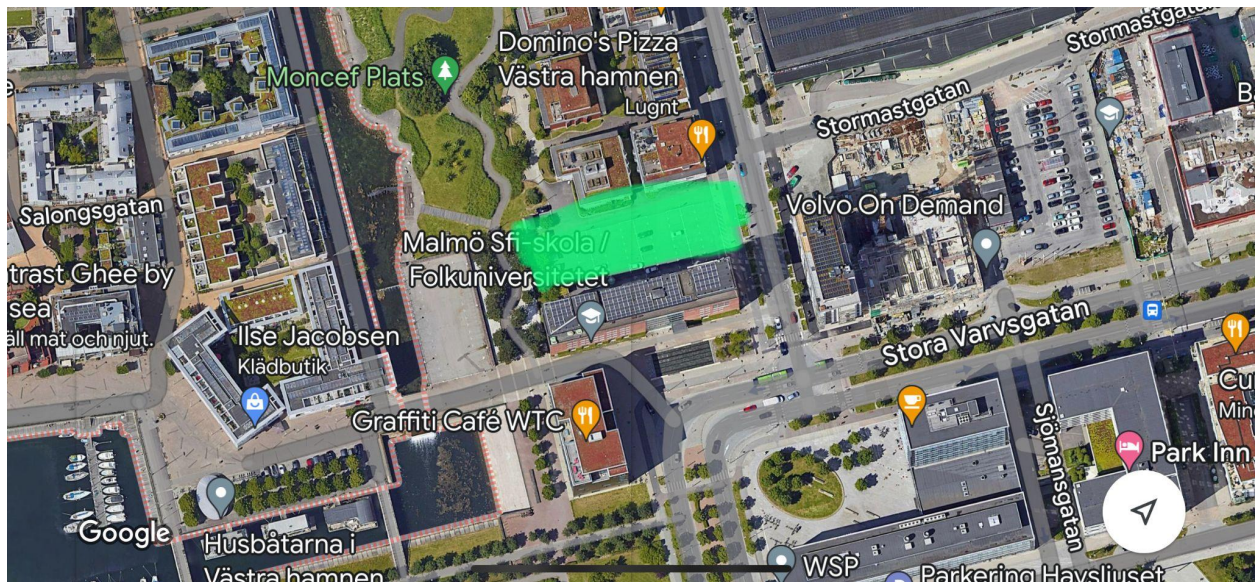 Stormastgatan
Domino's Pizza
Västra hamnen
Lugnt
Moncef Plats
Stormastgatan
Salongsgatan
Volvo On Demand
Malmö Sfi-skola /
Folkuniversitetet
trast Ghee by
sea
äll mat och njut.
Ilse Jacobsen
Klädbutik
Stora Varvsgatan
Graffiti Café WTC
Sjömansgatan
Park Inn
Google
Husbåtarna i
Västra hamnen
WSP
Parkering Havsljuset